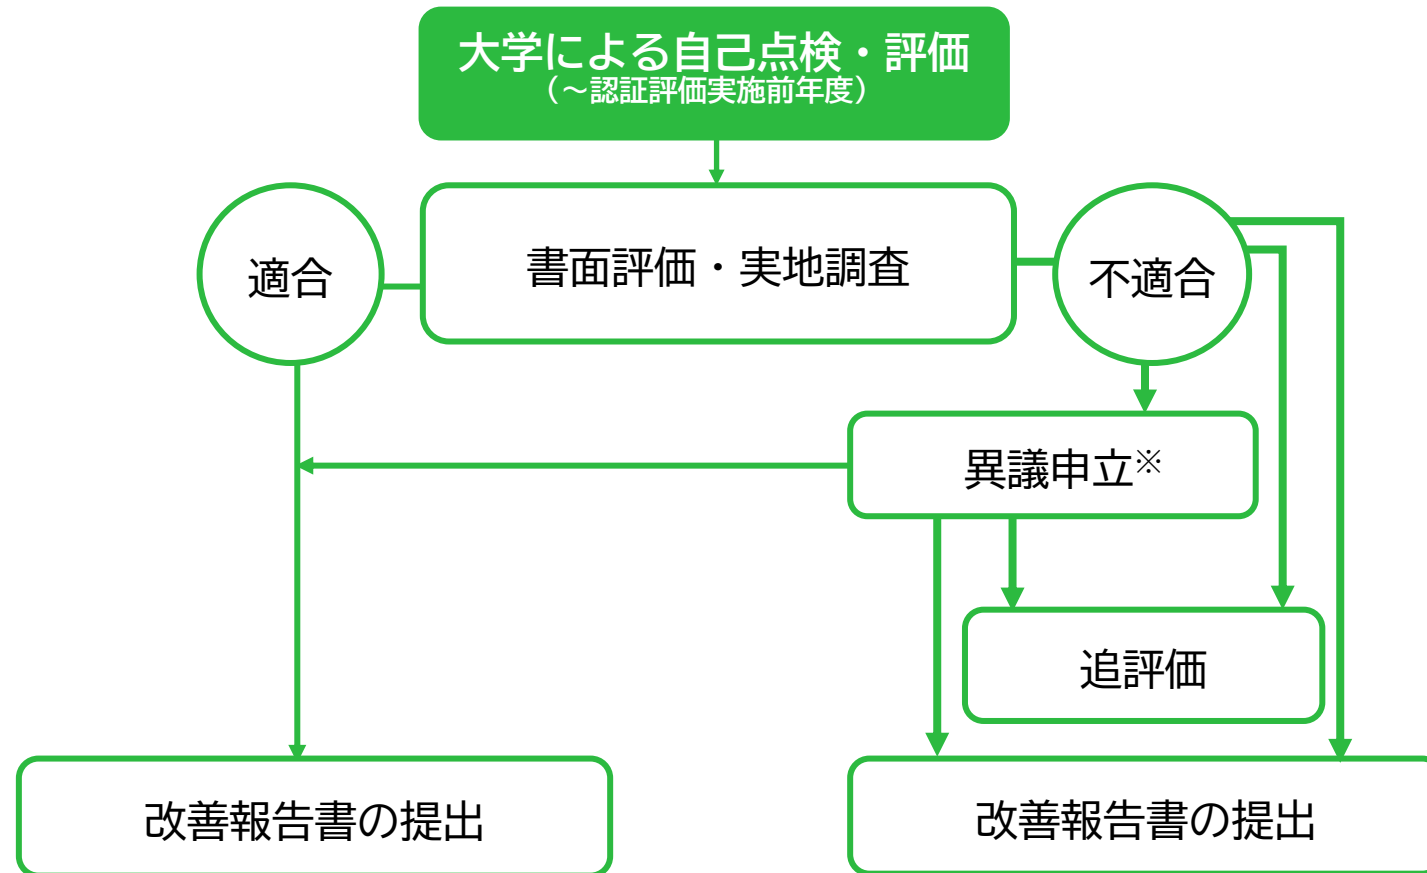 大学による自己点検・評価
（～認証評価実施前年度）
適合
書面評価・実地調査
不適合
異議申立※
追評価
改善報告書の提出
改善報告書の提出